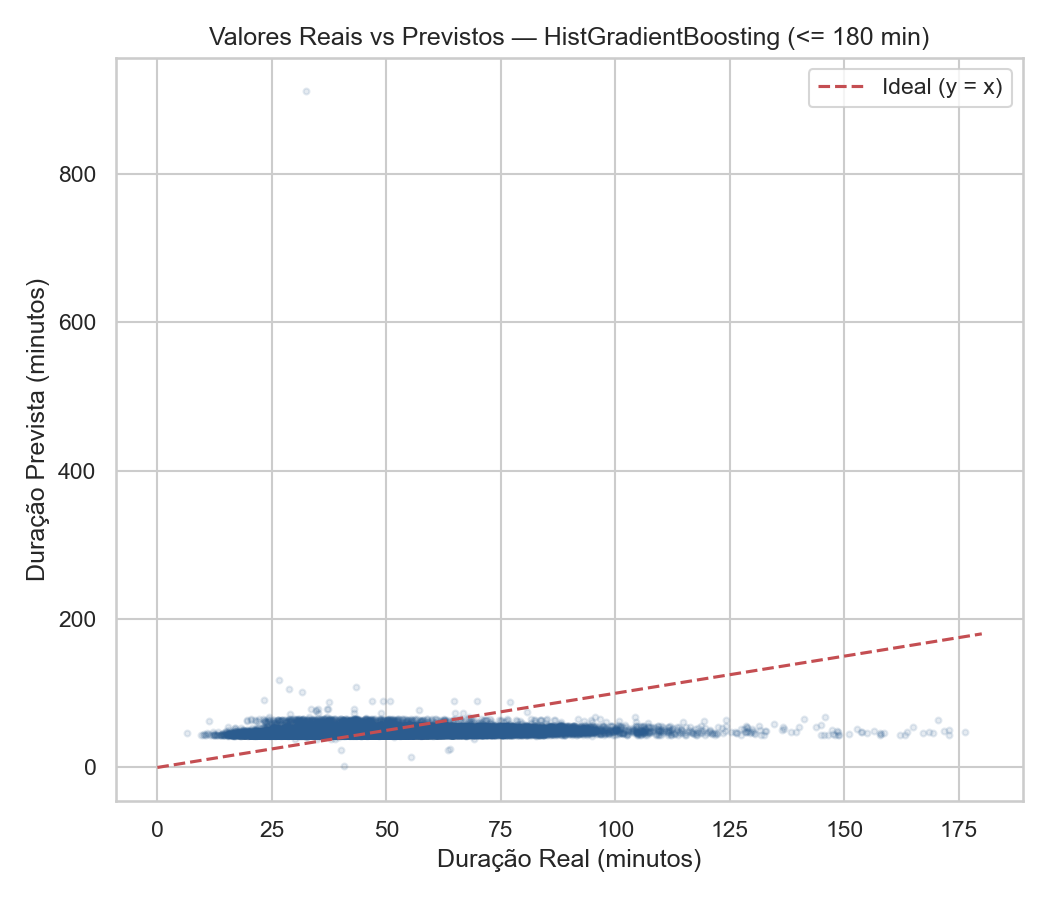 Valores Reais vs Previstos — HistGradientBoosting (<= 180 min)
Ideal (y = x)
Duração Prevista (minutos)
800
600
400
200
0
0 25 50 75 100 125 150 175
Duração Real (minutos)